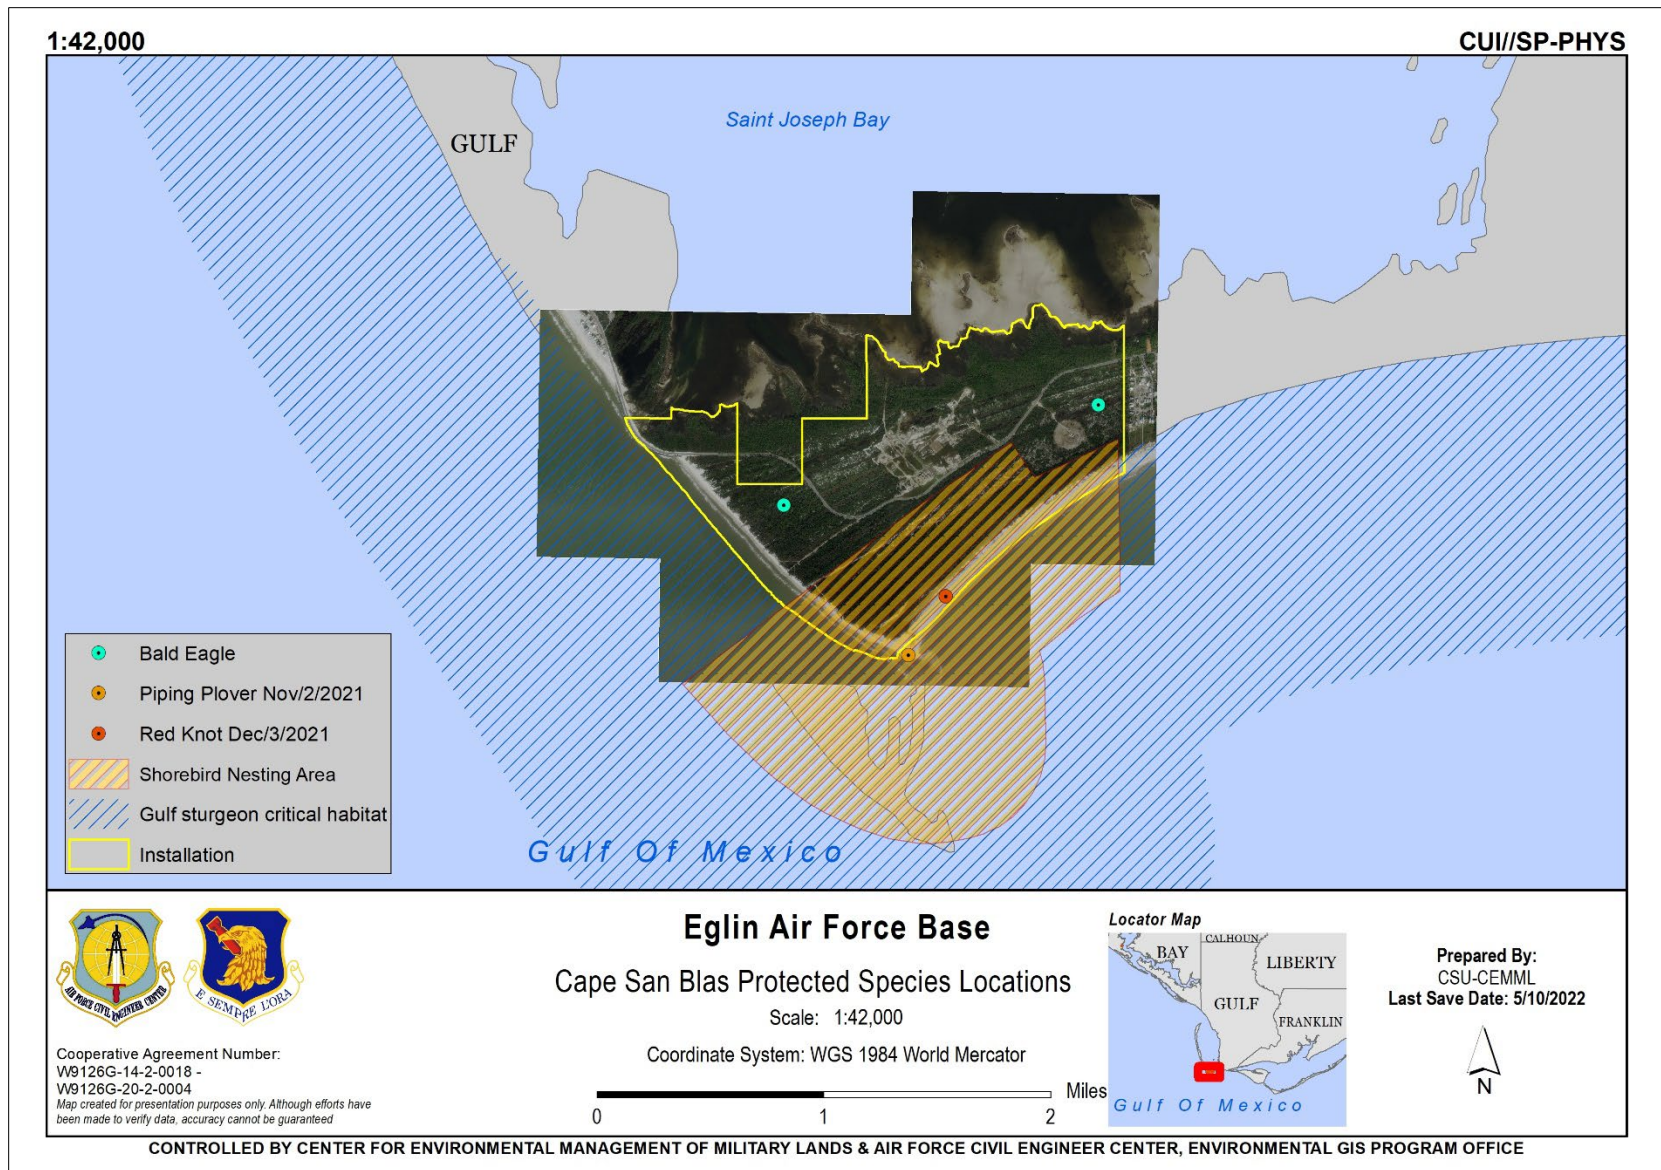 1:42,000
CUI//SP-PHYS
Saint Joseph Bay
GULF
Bald Eagle
Piping Plover Nov/2/2021
Red Knot Dec/3/2021
Shorebird Nesting Area
Gulf sturgeon critical habitat
Installation
Gulf Of Mexico
AIR FORCE CIVIL ENGINEER CENTER
E SEMPRE L'ORA
Cooperative Agreement Number:
W9126G-14-2-0018 -
W9126G-20-2-0004
Map created for presentation purposes only. Although efforts have
been made to verify data, accuracy cannot be guaranteed
Eglin Air Force Base
Cape San Blas Protected Species Locations
Scale: 1:42,000
Coordinate System: WGS 1984 World Mercator
Miles
0 1 2
Locator Map
BAY
CALHOUN
LIBERTY
GULF
FRANKLIN
Gulf Of Mexico
Prepared By:
CSU-CEMML
Last Save Date: 5/10/2022
N
CONTROLLED BY CENTER FOR ENVIRONMENTAL MANAGEMENT OF MILITARY LANDS & AIR FORCE CIVIL ENGINEER CENTER, ENVIRONMENTAL GIS PROGRAM OFFICE